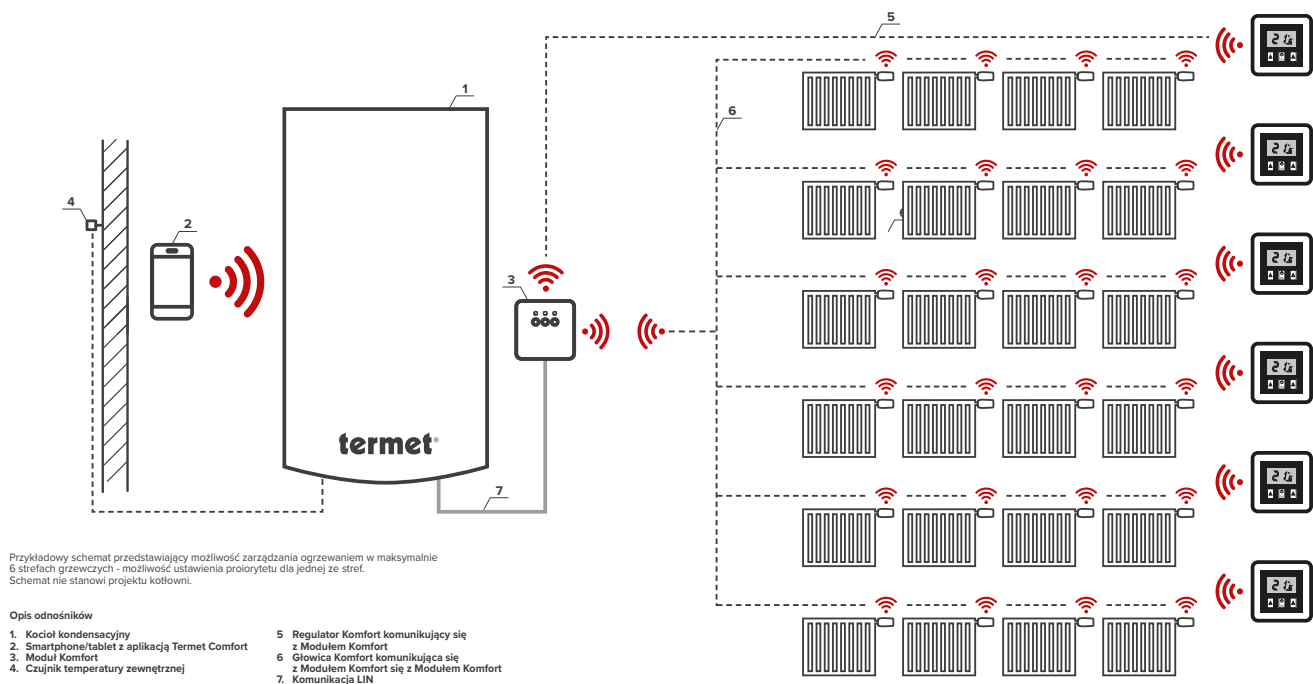 5
1
6
4
2
3
termet®
7
Przykładowy schemat przedstawiający możliwość zarządzania ogrzewaniem w maksymalnie
6 strefach grzewczych - możliwość ustawienia proiorytetu dla jednej ze stref.
Schemat nie stanowi projektu kotłowni.
Opis odnośników
1. Kocioł kondensacyjny
2. Smartphone/tablet z aplikacją Termet Comfort
3. Moduł Komfort
4. Czujnik temperatury zewnętrznej
5 Regulator Komfort komunikujący się
z Modułem Komfort
6 Głowica Komfort komunikująca się
z Modułem Komfort się z Modułem Komfort
7. Komunikacja LIN